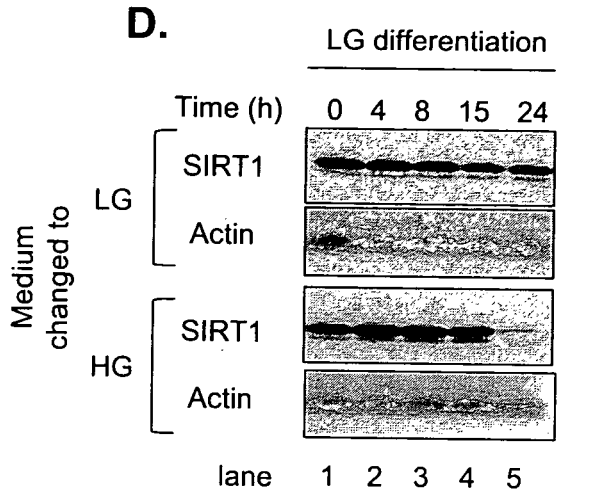 D.
LG differentiation
Time (h) 0 4 8 15 24
SIRT1
LG
Actin
Medium
changed to
SIRT1
HG
Actin
lane 1 2 3 4 5